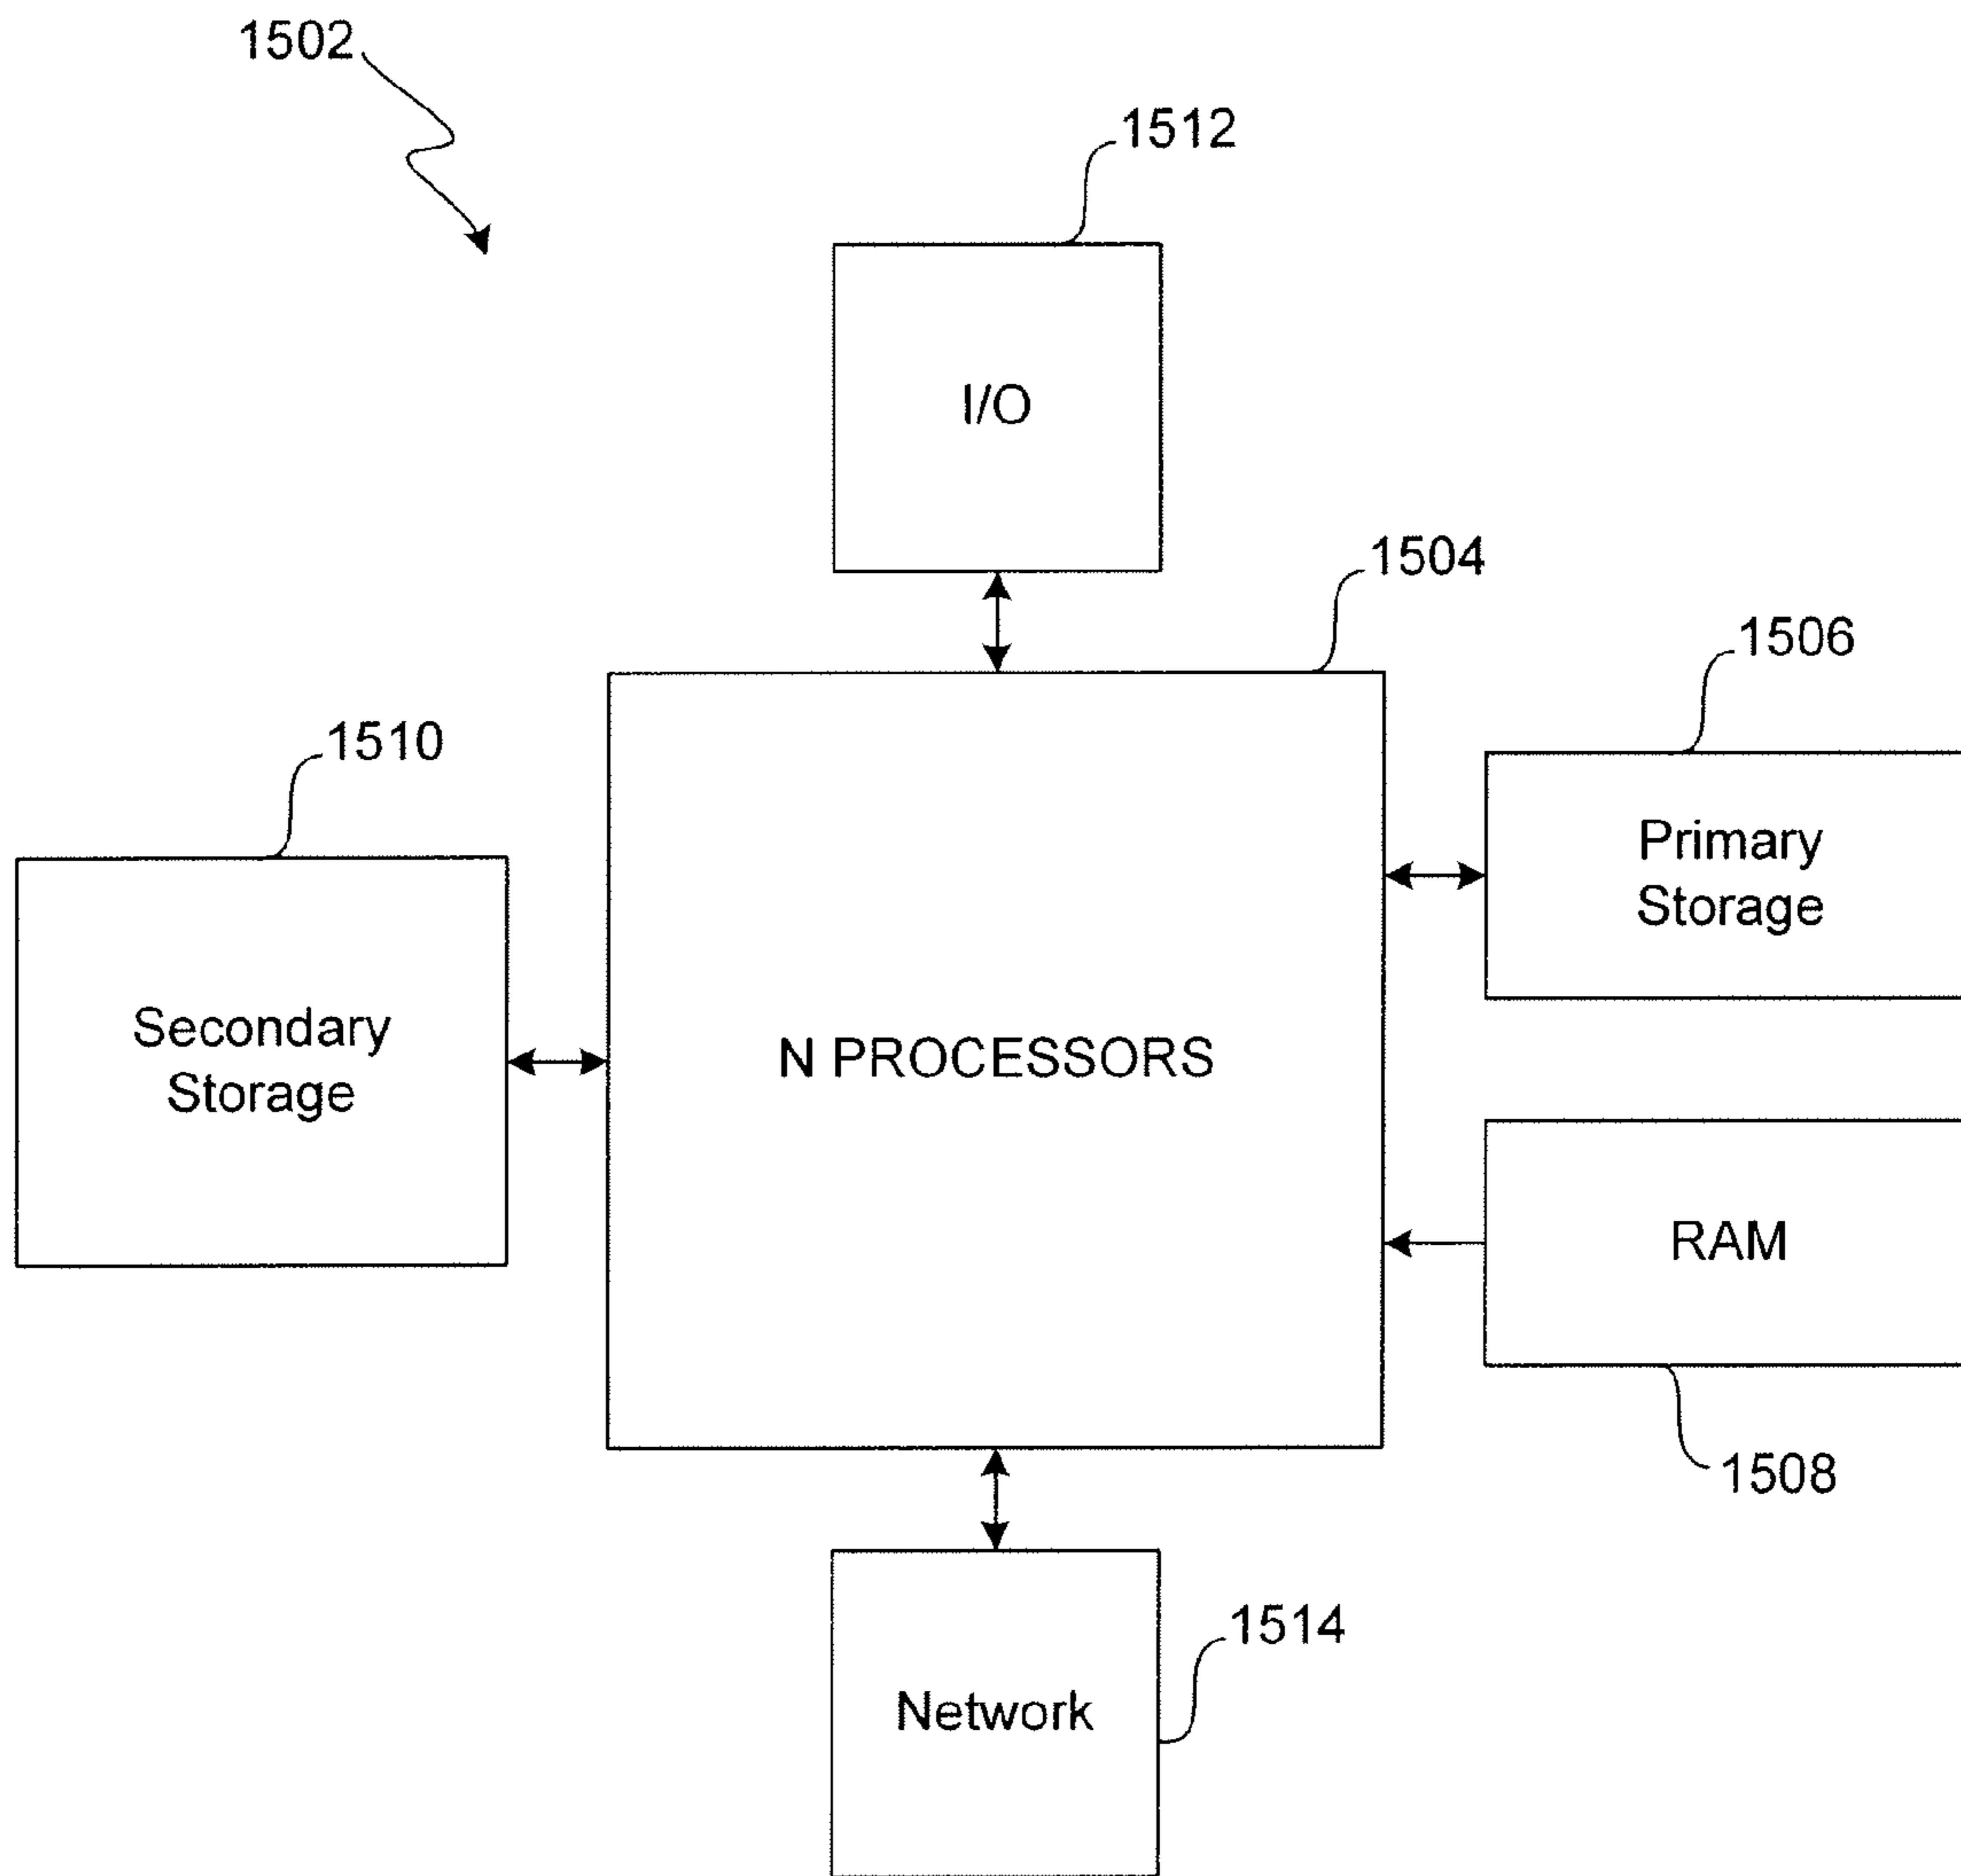 1502
1512
I/O
1504
1506
1510
Primary
Storage
Secondary
Storage
N PROCESSORS
RAM
1508
1514
Network